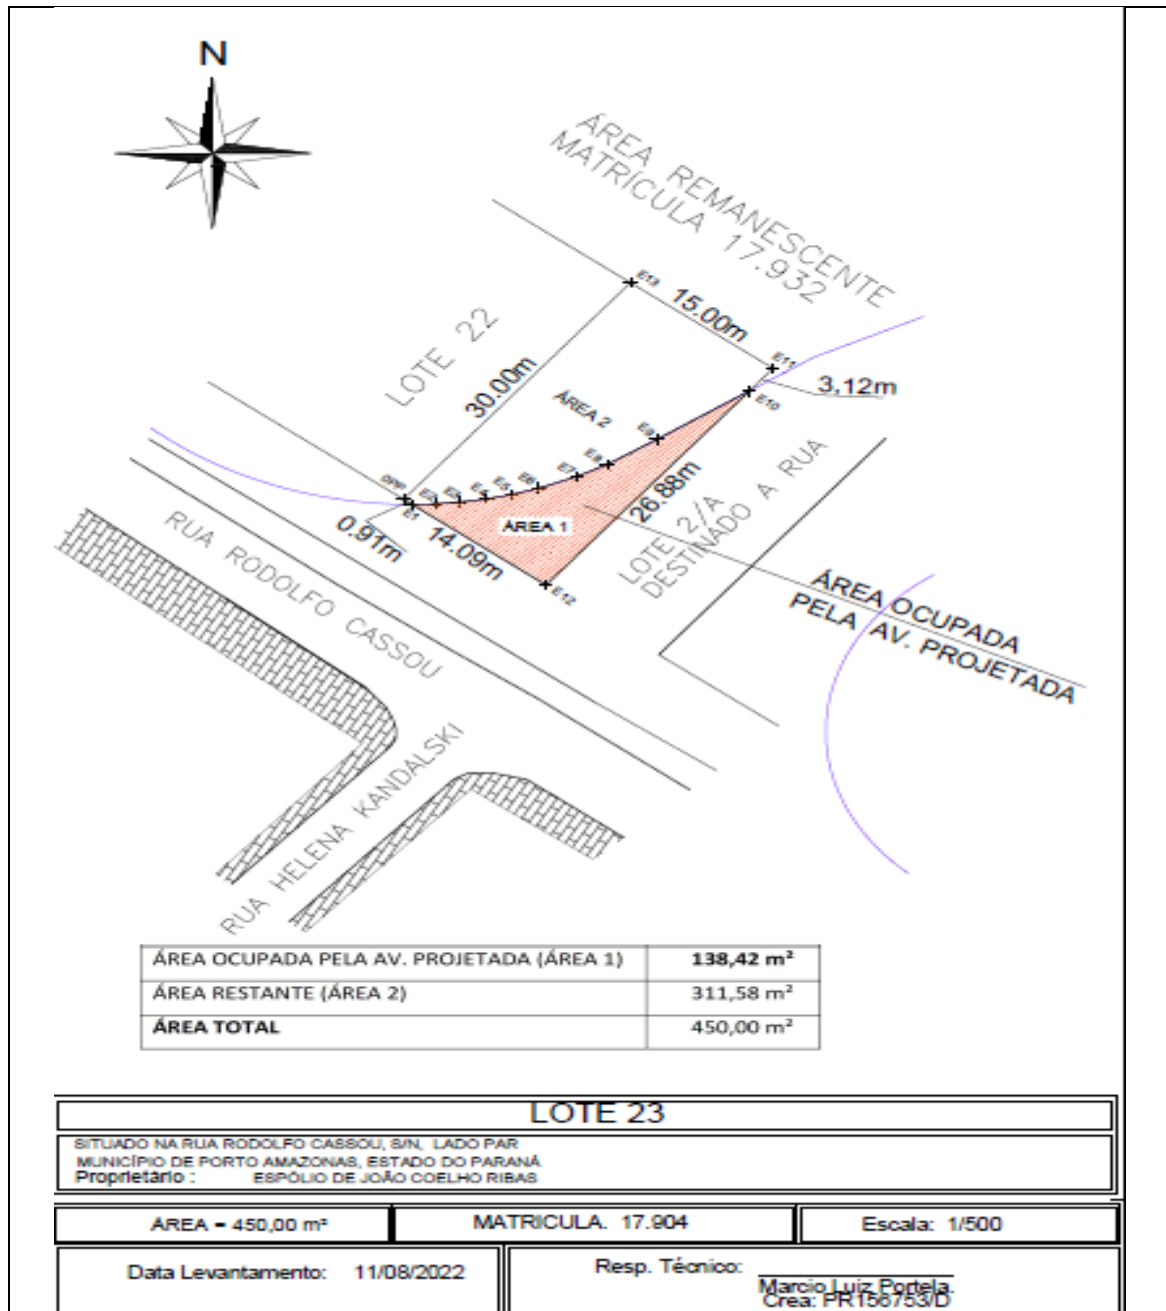 N
ÁREA REMANESCENTE
MATRÍCULA 17.932
E13
15.00m
LOTE 22
E11
3,12m
30.00m
E10
ÁREA 2
E9
E8
E7
26.88m
DPP
E1
E2
E3
E4
E5
E6
ÁREA 1
0.91m
14.09m
LOTE 2/A
DESTINADO A RUA
E12
RUA RODOLFO CASSOU
ÁREA OCUPADA
PELA AV. PROJETADA
RUA HELENA KANDALSKI
ÁREA OCUPADA PELA AV. PROJETADA (ÁREA 1) 138,42 m²
ÁREA RESTANTE (ÁREA 2) 311,58 m²
ÁREA TOTAL 450,00 m²
LOTE 23
SITUADO NA RUA RODOLFO CASSOU, S/N, LADO PAR
MUNICÍPIO DE PORTO AMAZONAS, ESTADO DO PARANÁ
Proprietário : ESPÓLIO DE JOÃO COELHO RIBAS
AREA = 450,00 m² MATRICULA. 17.904 Escala: 1/500
Data Levantamento: 11/08/2022 Resp. Técnico:
Marcio Luiz Portela
Crea: PR156753/D